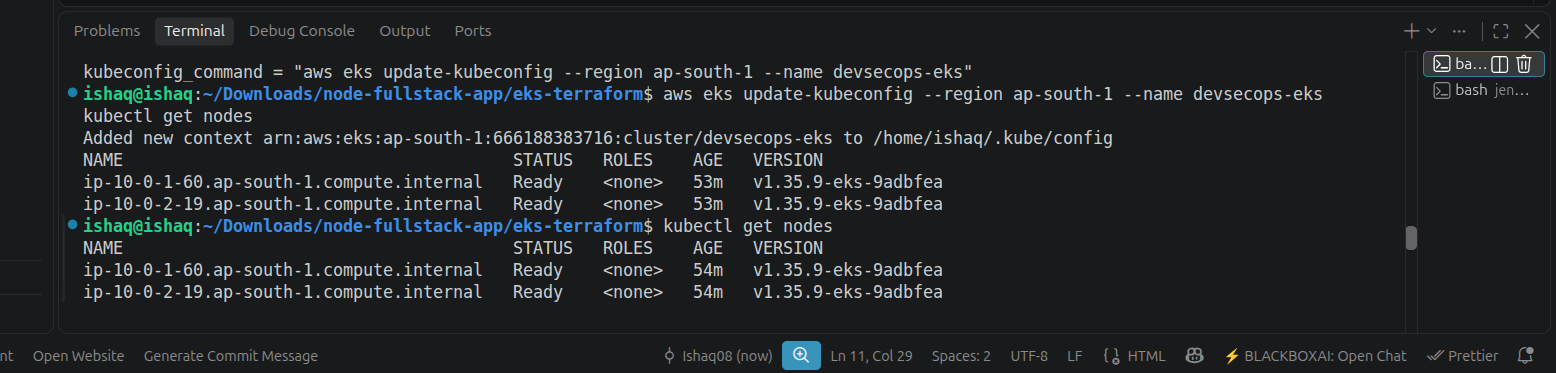 Problems Terminal Debug Console Output Ports
kubeconfig_command = "aws eks update-kubeconfig --region ap-south-1 --name devsecops-eks"
ishaq@ishaq:~/Downloads/node-fullstack-app/eks-terraform$ aws eks update-kubeconfig --region ap-south-1 --name devsecops-eks
kubectl get nodes
Added new context arn:aws:eks:ap-south-1:666188383716:cluster/devsecops-eks to /home/ishaq/.kube/config
NAME STATUS ROLES AGE VERSION
ip-10-0-1-60.ap-south-1.compute.internal Ready <none> 53m v1.35.9-eks-9adbfea
ip-10-0-2-19.ap-south-1.compute.internal Ready <none> 53m v1.35.9-eks-9adbfea
ishaq@ishaq:~/Downloads/node-fullstack-app/eks-terraform$ kubectl get nodes
NAME STATUS ROLES AGE VERSION
ip-10-0-1-60.ap-south-1.compute.internal Ready <none> 54m v1.35.9-eks-9adbfea
ip-10-0-2-19.ap-south-1.compute.internal Ready <none> 54m v1.35.9-eks-9adbfea
ba...
bash jen...
nt Open Website Generate Commit Message Ishaq08 (now) Ln 11, Col 29 Spaces: 2 UTF-8 LF HTML BLACKBOXAI: Open Chat Prettier